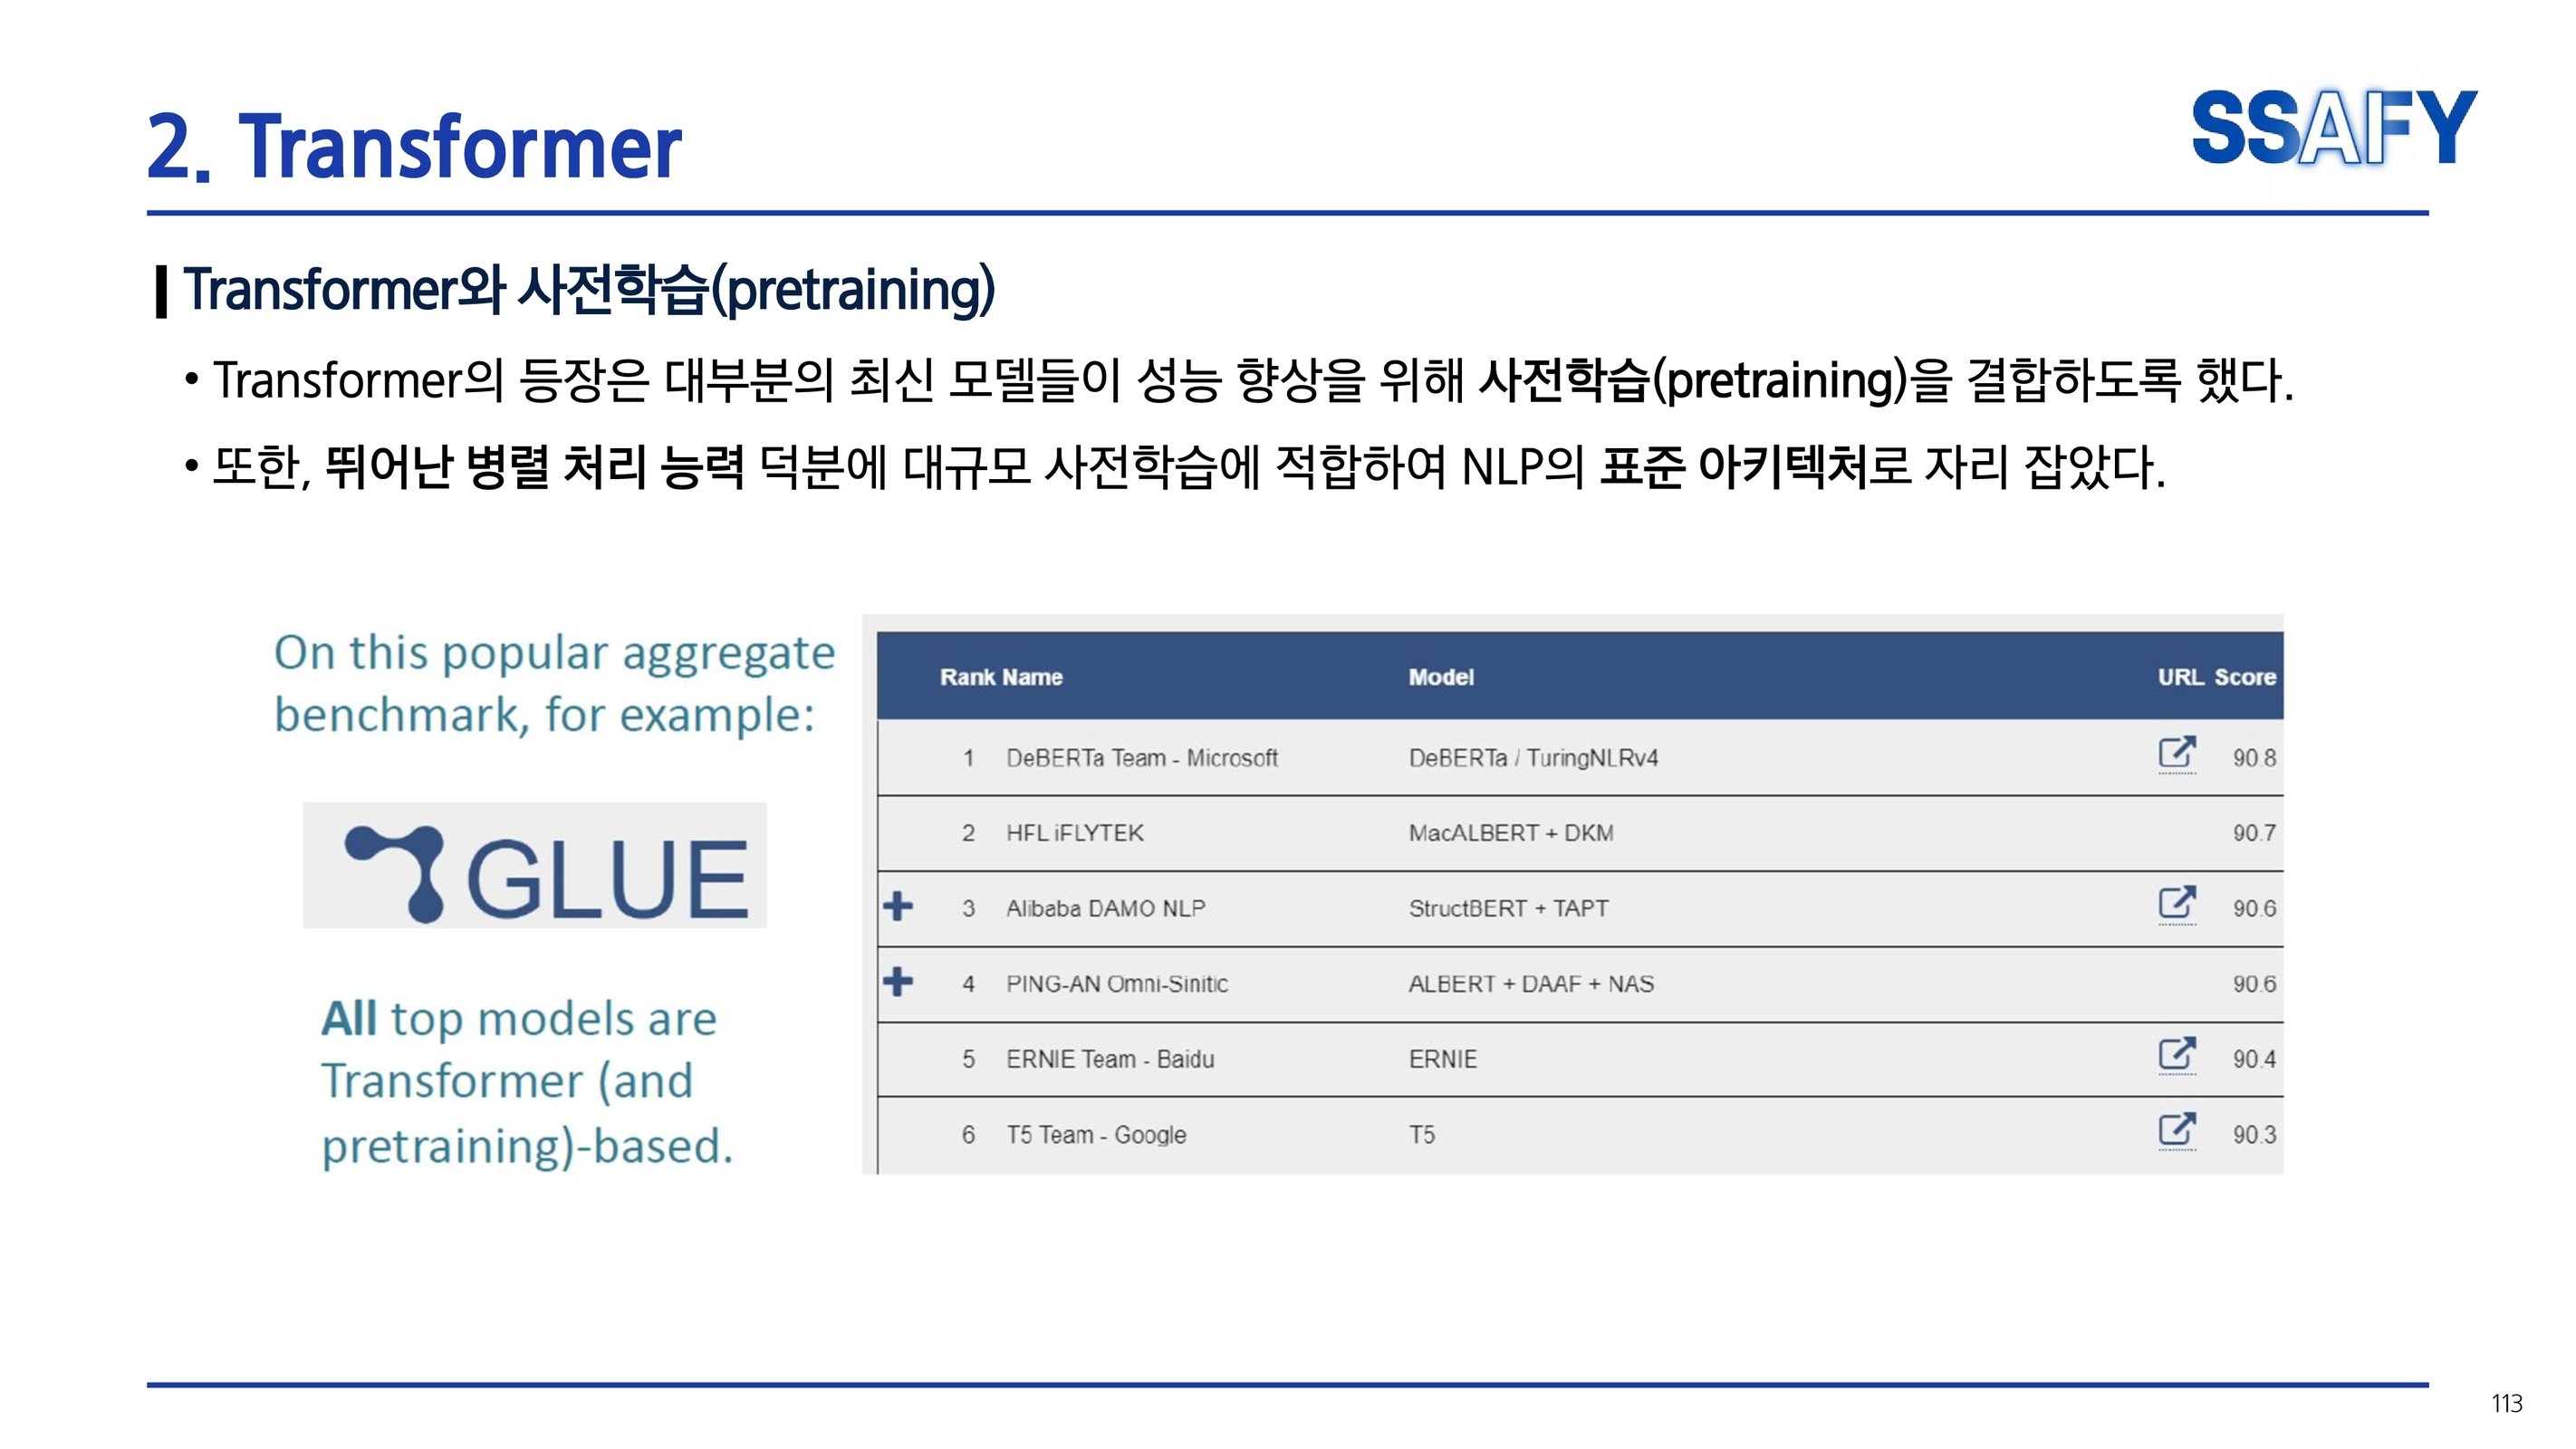 2. Transformer
SSAFY
Transformer와 사전학습(pretraining)
• Transformer의 등장은 대부분의 최신 모델들이 성능 향상을 위해 사전학습(pretraining)을 결합하도록 했다.
• 또한, 뛰어난 병렬 처리 능력 덕분에 대규모 사전학습에 적합하여 NLP의 표준 아키텍처로 자리 잡았다.
On this popular aggregate
benchmark, for example:
GLUE
All top models are
Transformer (and
pretraining)-based.
Rank Name Model URL Score
1 DeBERTa Team - Microsoft DeBERTa / TuringNLRv4 90.8
2 HFL iFLYTEK MacALBERT + DKM 90.7
3 Alibaba DAMO NLP StructBERT + TAPT 90.6
4 PING-AN Omni-Sinitic ALBERT + DAAF + NAS 90.6
5 ERNIE Team - Baidu ERNIE 90.4
6 T5 Team - Google T5 90.3
113